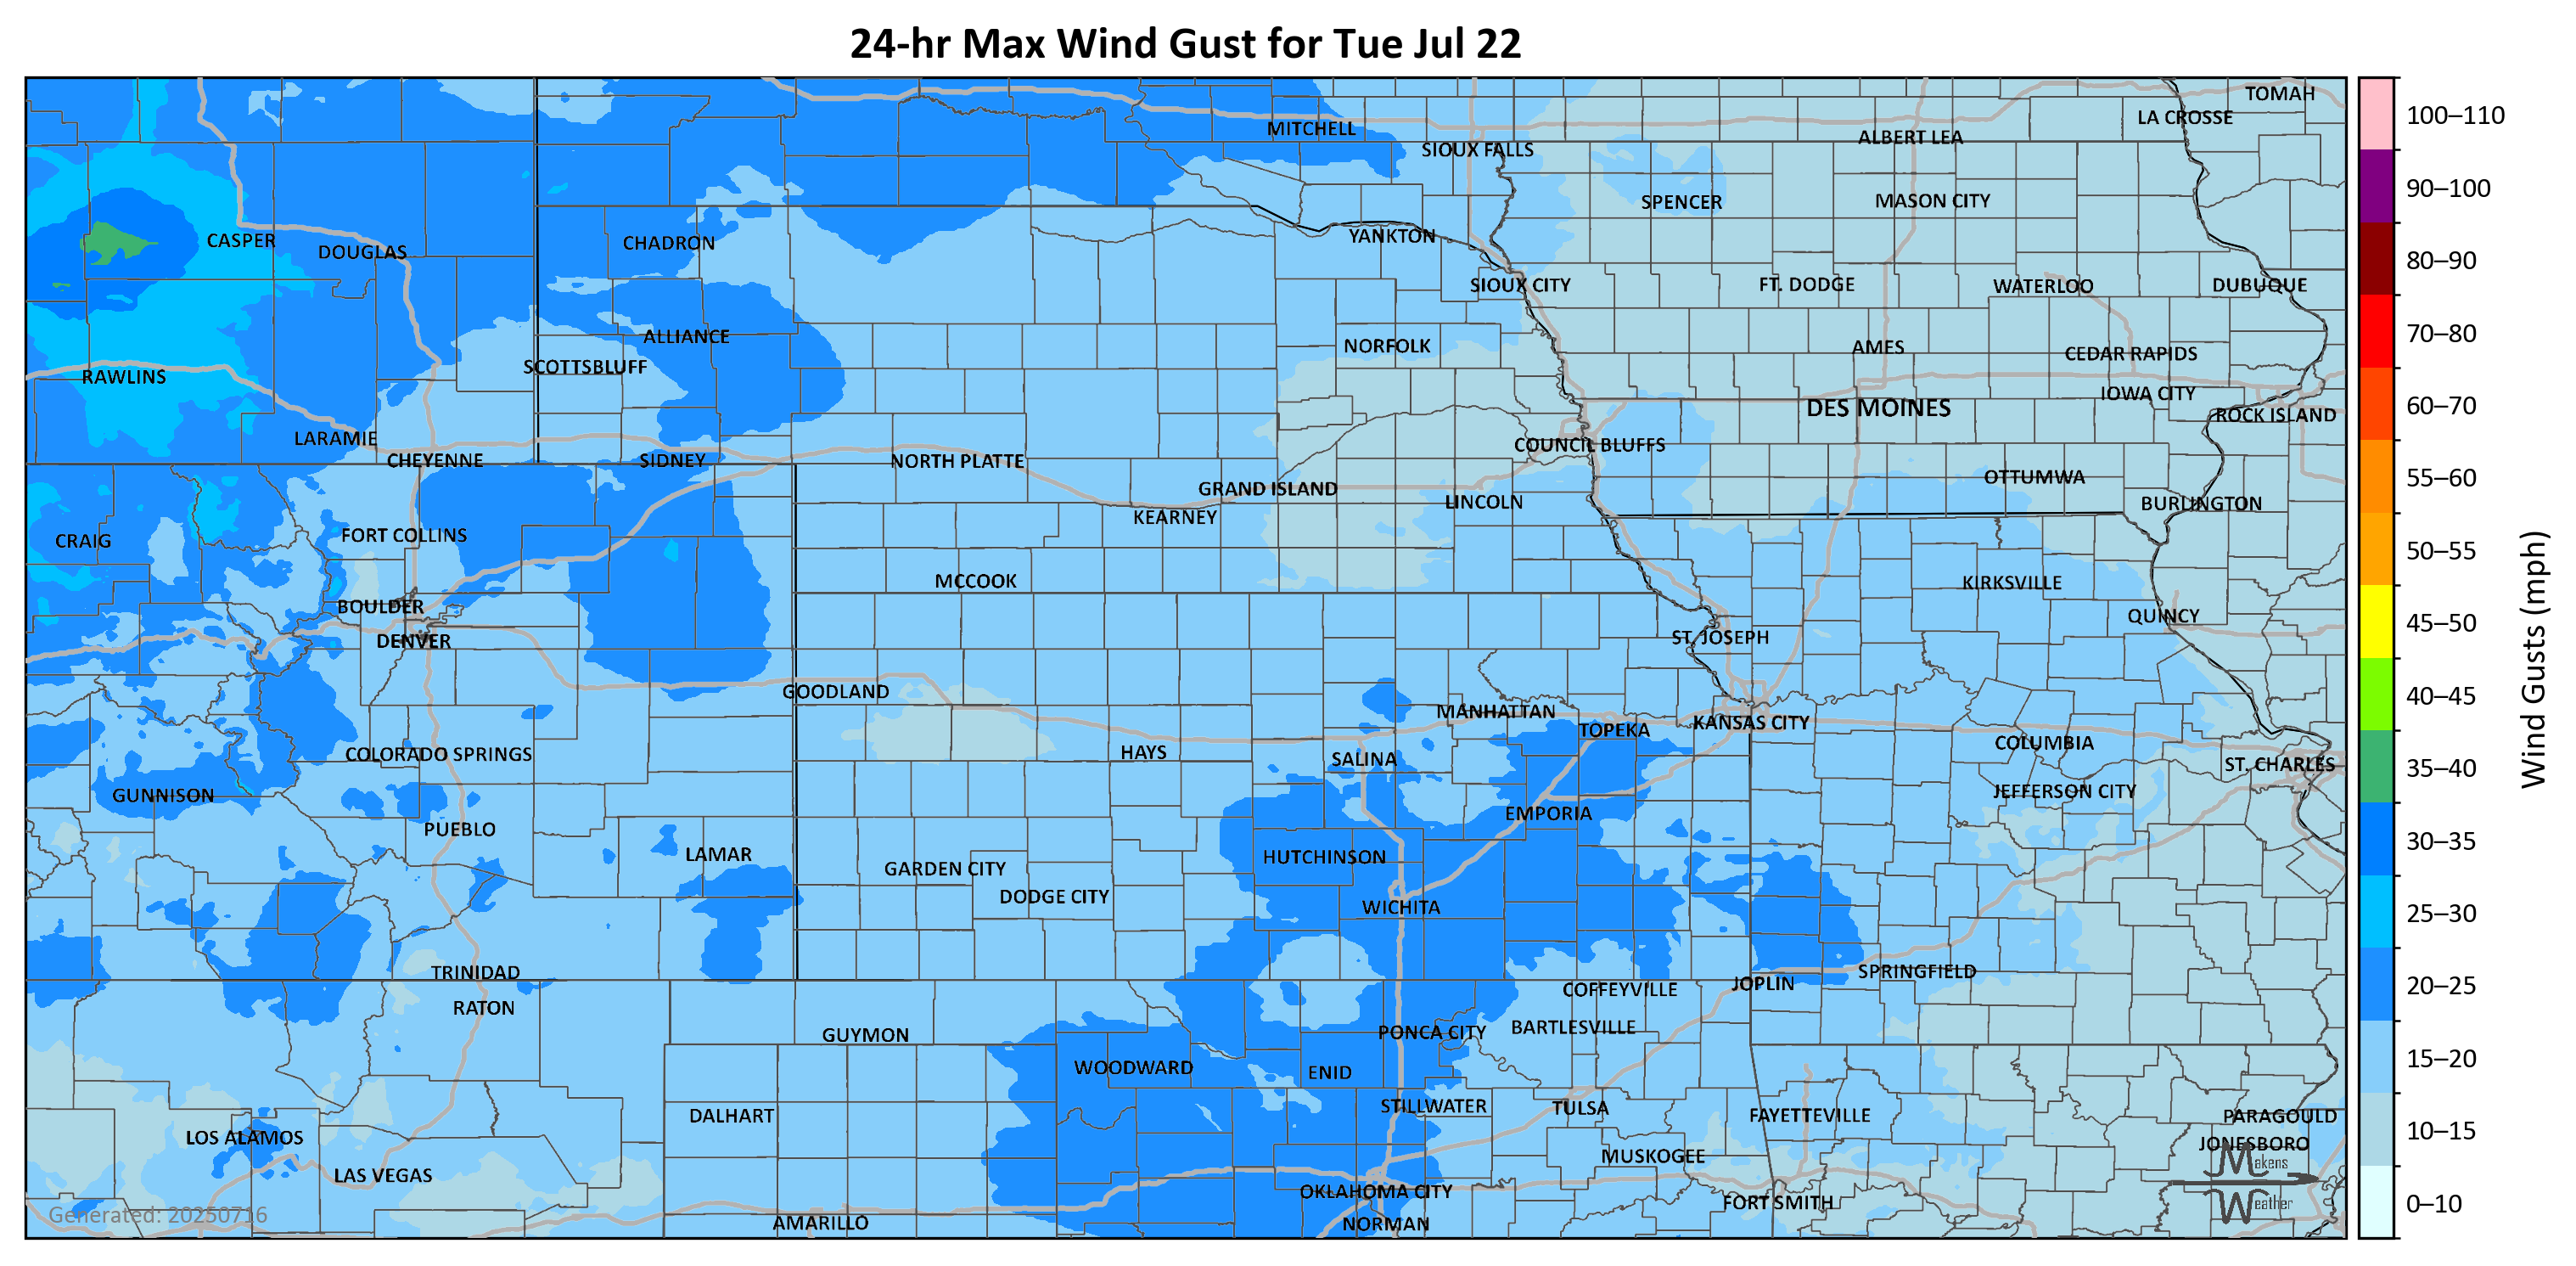 24-hr Max Wind Gust for Tue Jul 22
TOMAH
LA CROSSE
MITCHELL
ALBERT LEA
SIOUX FALLS
SPENCER
MASON CITY
CASPER
DOUGLAS
CHADRON
YANKTON
SIOUX CITY
FT. DODGE
WATERLOO
DUBUQUE
ALLIANCE
NORFOLK
AMES
CEDAR RAPIDS
SCOTTSBLUFF
RAWLINS
IOWA CITY
DES MOINES
ROCK ISLAND
LARAMIE
COUNCIL BLUFFS
CHEYENNE
SIDNEY
NORTH PLATTE
OTTUMWA
GRAND ISLAND
LINCOLN
BURLINGTON
KEARNEY
CRAIG
FORT COLLINS
MCCOOK
KIRKSVILLE
BOULDER
QUINCY
DENVER
ST. JOSEPH
GOODLAND
MANHATTAN
TOPEKA
KANSAS CITY
COLORADO SPRINGS
HAYS
SALINA
COLUMBIA
ST. CHARLES
GUNNISON
JEFFERSON CITY
PUEBLO
EMPORIA
LAMAR
HUTCHINSON
GARDEN CITY
DODGE CITY
WICHITA
TRINIDAD
SPRINGFIELD
JOPLIN
COFFEYVILLE
RATON
GUYMON
PONCA CITY
BARTLESVILLE
WOODWARD
ENID
STILLWATER
TULSA
DALHART
FAYETTEVILLE
PARAGOULD
LOS ALAMOS
JONESBORO
MUSKOGEE
LAS VEGAS
OKLAHOMA CITY
FORT SMITH
AMARILLO
NORMAN
Generated: 20250716
Makens
Weather
100–110
90–100
80–90
70–80
60–70
55–60
50–55
45–50
40–45
35–40
30–35
25–30
20–25
15–20
10–15
0–10
Wind Gusts (mph)